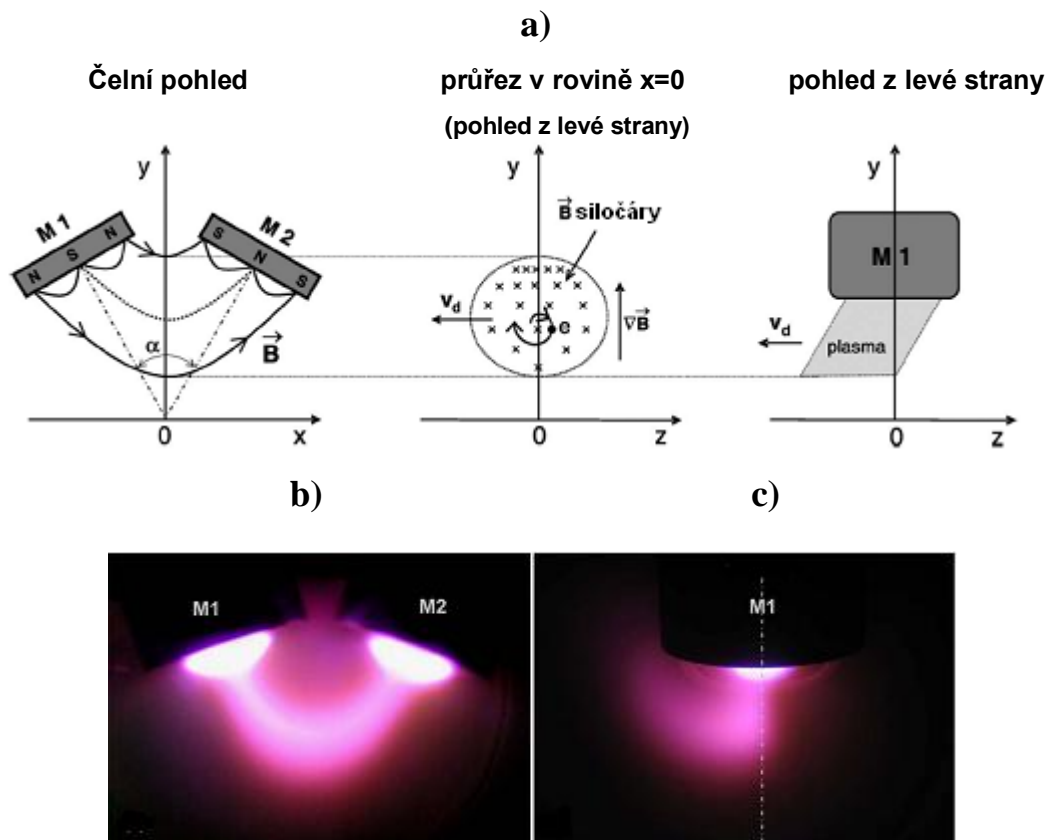 a)
Čelní pohled
průřez v rovině x=0
pohled z levé strany
(pohled z levé strany)
y
M 1
S
N
S
N
M 2
S
N
S
N
α
B
0
x
y
B siločáry
v_d
e
∇B
0
z
y
M 1
v_d
plasma
0
z
b)
c)
M1
M2
M1